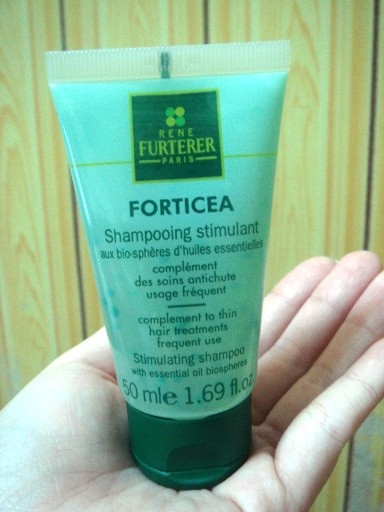 RENE
FURTERER
PARIS
FORTICEA
Shampooing stimulant
aux bio-sphères d'huiles essentielles
complément
des soins antichute
usage fréquent
complement to thin
hair treatments
frequent use
Stimulating shampoo
with essential oil biospheres
50 ml e 1.69 fl.oz.